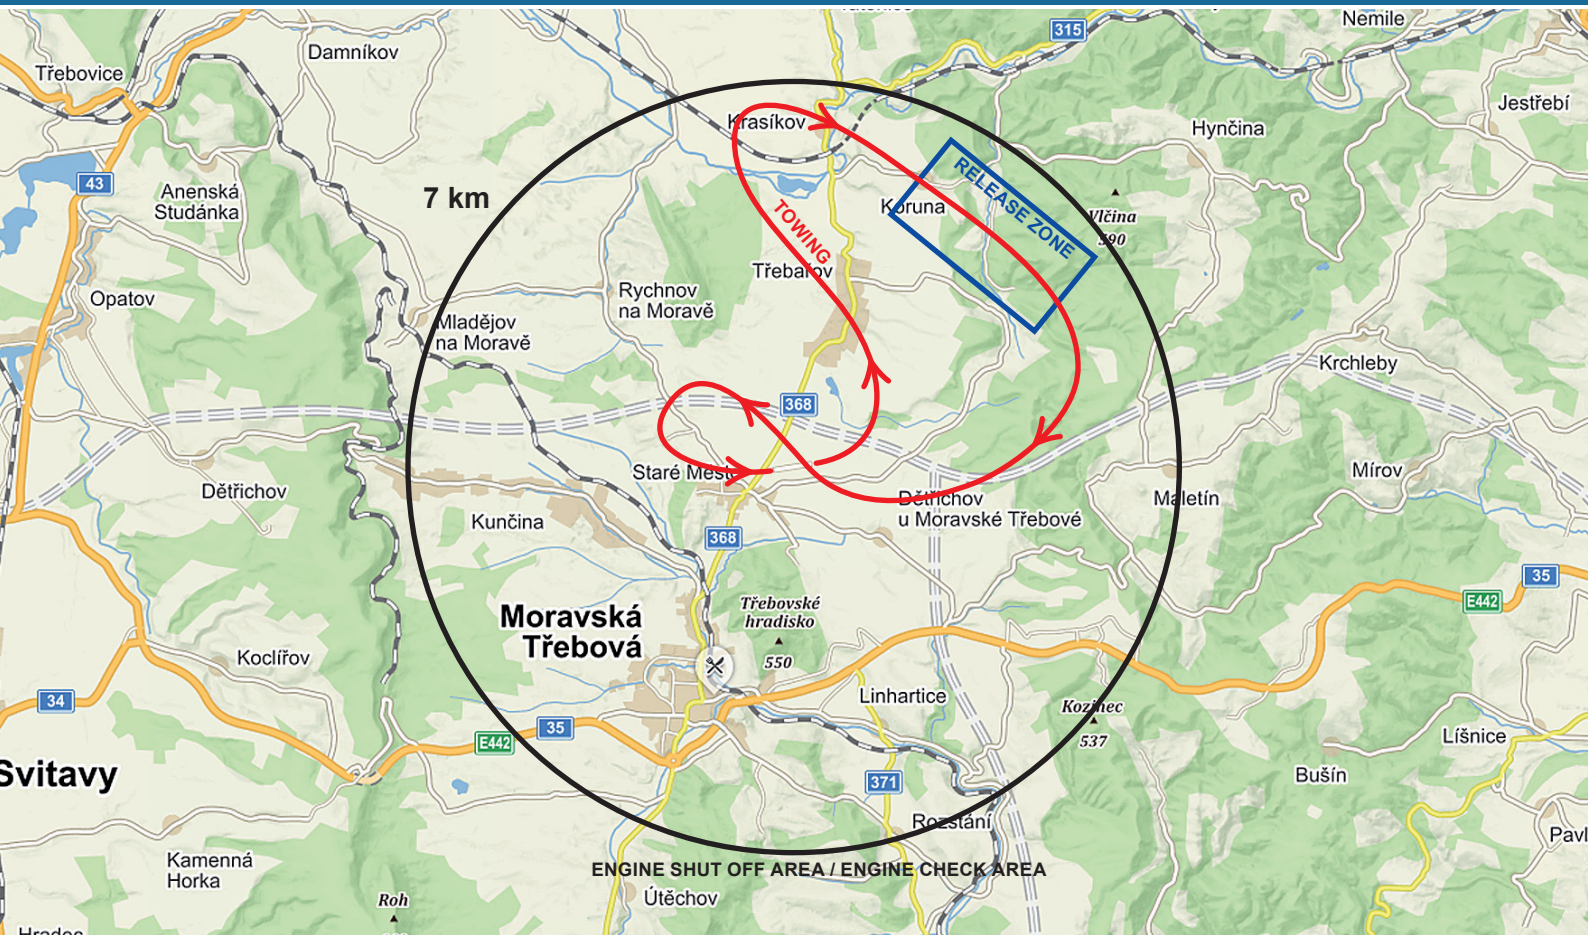 315
Nemile
Damníkov
Třebovice
Jestřebí
Krasíkov
Hynčina
43
Anenská
Studánka
7 km
RELEASE ZONE
Koruna
TOWING
Vlčina
590
Třebařov
Opatov
Rychnov
na Moravě
Mladějov
na Moravě
Krchleby
368
Staré Město
Mírov
Dětřichov
Dětřichov
u Moravské Třebové
Maletín
Kunčina
368
35
E442
Třebovské
hradisko
550
Moravská
Třebová
Koclířov
34
Linhartice
Kozinec
537
35
E442
Líšnice
Svitavy
Bušín
371
Rozstání
Pavl
Kamenná
Horka
ENGINE SHUT OFF AREA / ENGINE CHECK AREA
Útěchov
Roh
Hradec